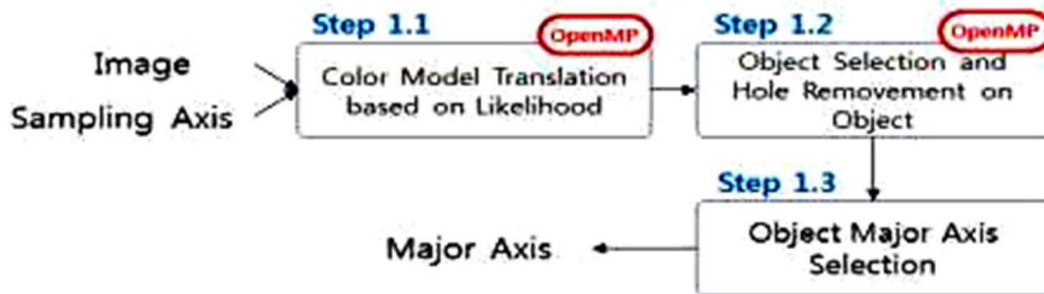 Step 1.1
OpenMP
Image
Sampling Axis
Color Model Translation
based on Likelihood
Step 1.2
OpenMP
Object Selection and
Hole Removement on
Object
Step 1.3
Object Major Axis
Selection
Major Axis